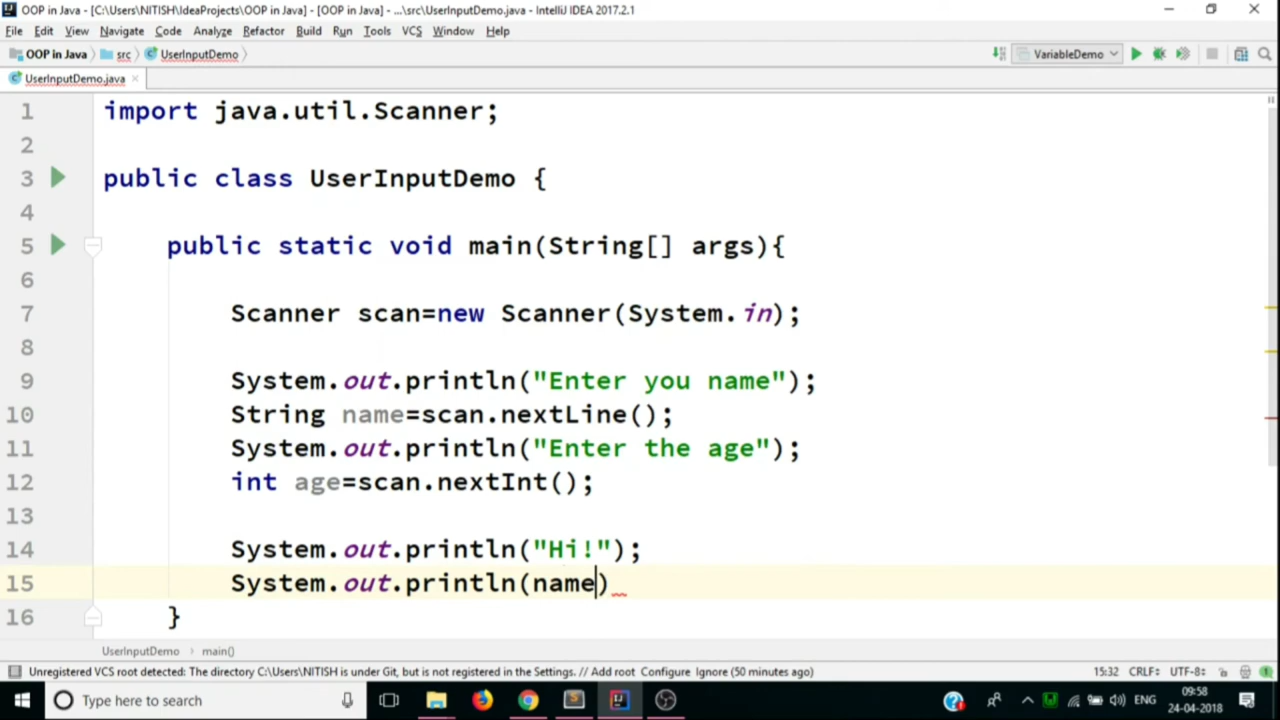 OOP in Java - [C:\Users\NITISH\IdeaProjects\OOP in Java] - [OOP in Java] - ...\src\UserInputDemo.java - IntelliJ IDEA 2017.2.1
File Edit View Navigate Code Analyze Refactor Build Run Tools VCS Window Help
OOP in Java src UserInputDemo VariableDemo
UserInputDemo.java
1 import java.util.Scanner;
2
3 public class UserInputDemo {
4
5 public static void main(String[] args){
6
7 Scanner scan=new Scanner(System.in);
8
9 System.out.println("Enter you name");
10 String name=scan.nextLine();
11 System.out.println("Enter the age");
12 int age=scan.nextInt();
13
14 System.out.println("Hi!");
15 System.out.println(name)
16 }
UserInputDemo main()
Unregistered VCS root detected: The directory C:\Users\NITISH is under Git, but is not registered in the Settings. // Add root Configure Ignore (50 minutes ago) 15:32 CRLF÷ UTF-8÷
Type here to search ENG 09:58
24-04-2018